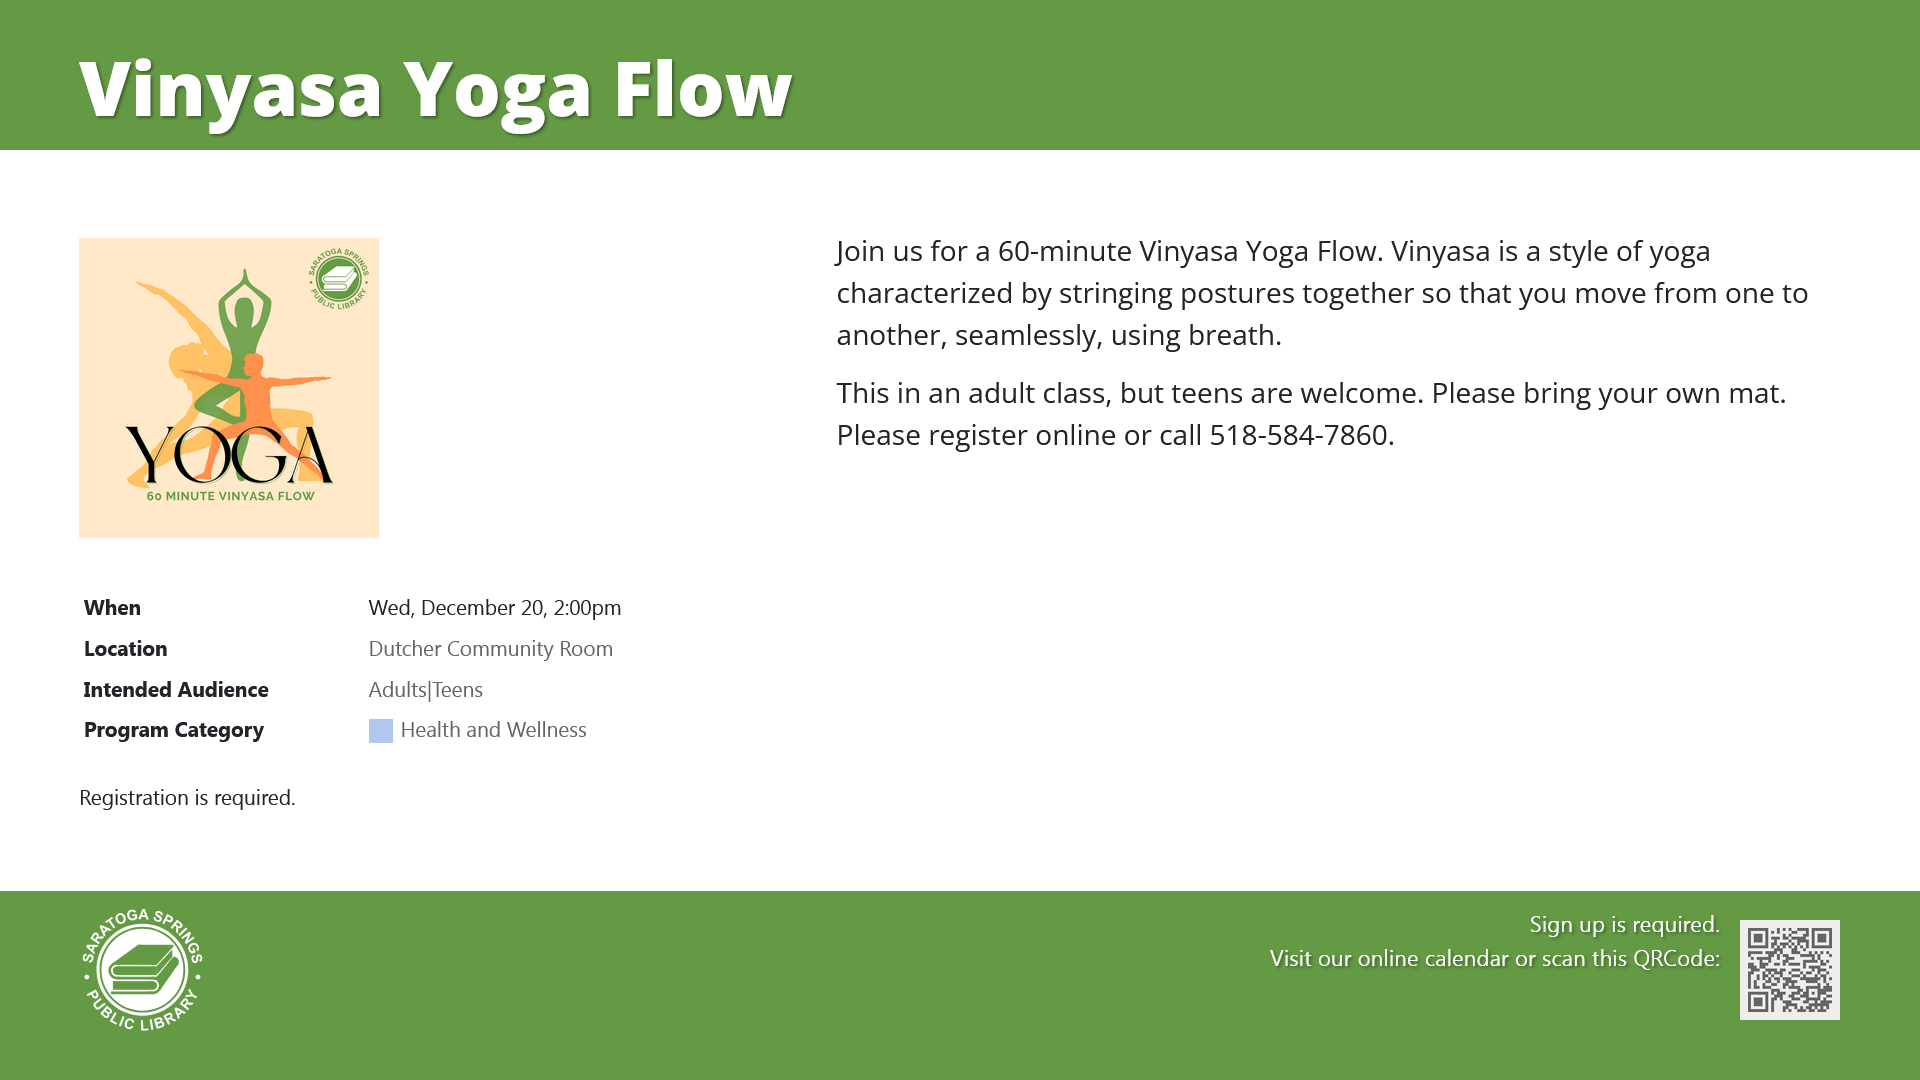 Vinyasa Yoga Flow
SARATOGA SPRINGS
• PUBLIC LIBRARY •
YOGA
60 MINUTE VINYASA FLOW
Join us for a 60-minute Vinyasa Yoga Flow. Vinyasa is a style of yoga
characterized by stringing postures together so that you move from one to
another, seamlessly, using breath.
This in an adult class, but teens are welcome. Please bring your own mat.
Please register online or call 518-584-7860.
When Wed, December 20, 2:00pm
Location Dutcher Community Room
Intended Audience Adults|Teens
Program Category Health and Wellness
Registration is required.
SARATOGA SPRINGS
• PUBLIC LIBRARY •
Sign up is required.
Visit our online calendar or scan this QRCode: